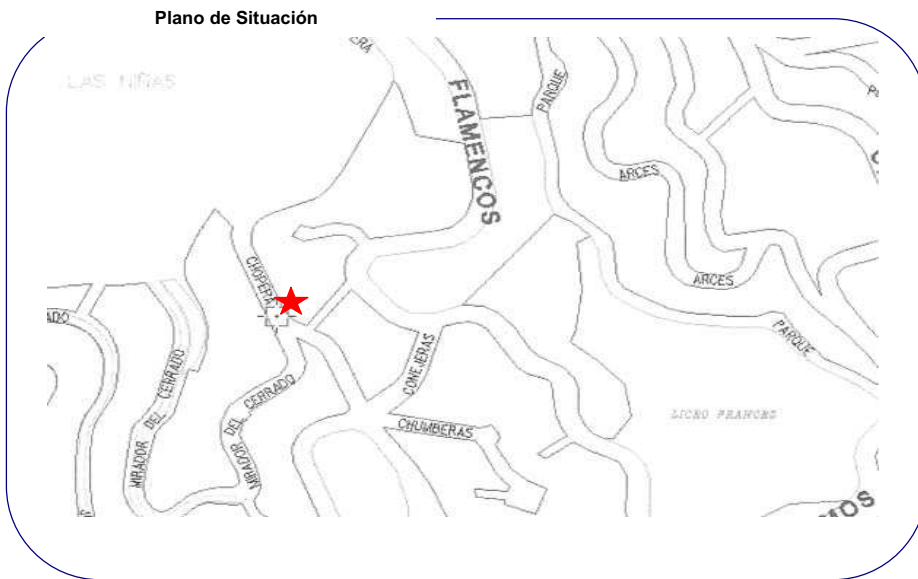 Plano de Situación
ERA
LAS NIÑAS
FLAMENCOS
PARQUE
ARCES
CHOPERA
ARCES
ADO
PARQUE
MIRADOR DEL CERRADO
MIRADOR DEL CERRADO
CONEJERAS
CHUMBERAS
LICEO FRANCES
MOS